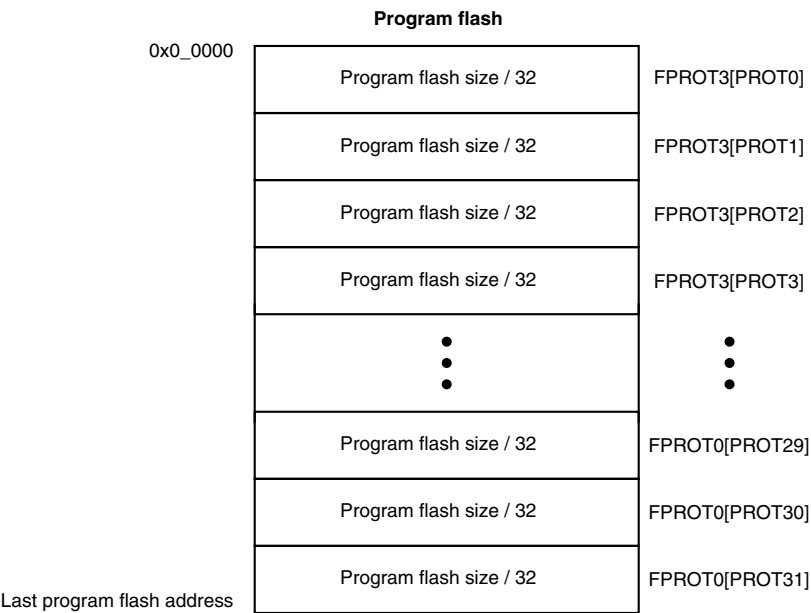 Program flash
0x0_0000
Program flash size / 32 FPROT3[PROT0]
Program flash size / 32 FPROT3[PROT1]
Program flash size / 32 FPROT3[PROT2]
Program flash size / 32 FPROT3[PROT3]
Program flash size / 32 FPROT0[PROT29]
Program flash size / 32 FPROT0[PROT30]
Program flash size / 32 FPROT0[PROT31]
Last program flash address